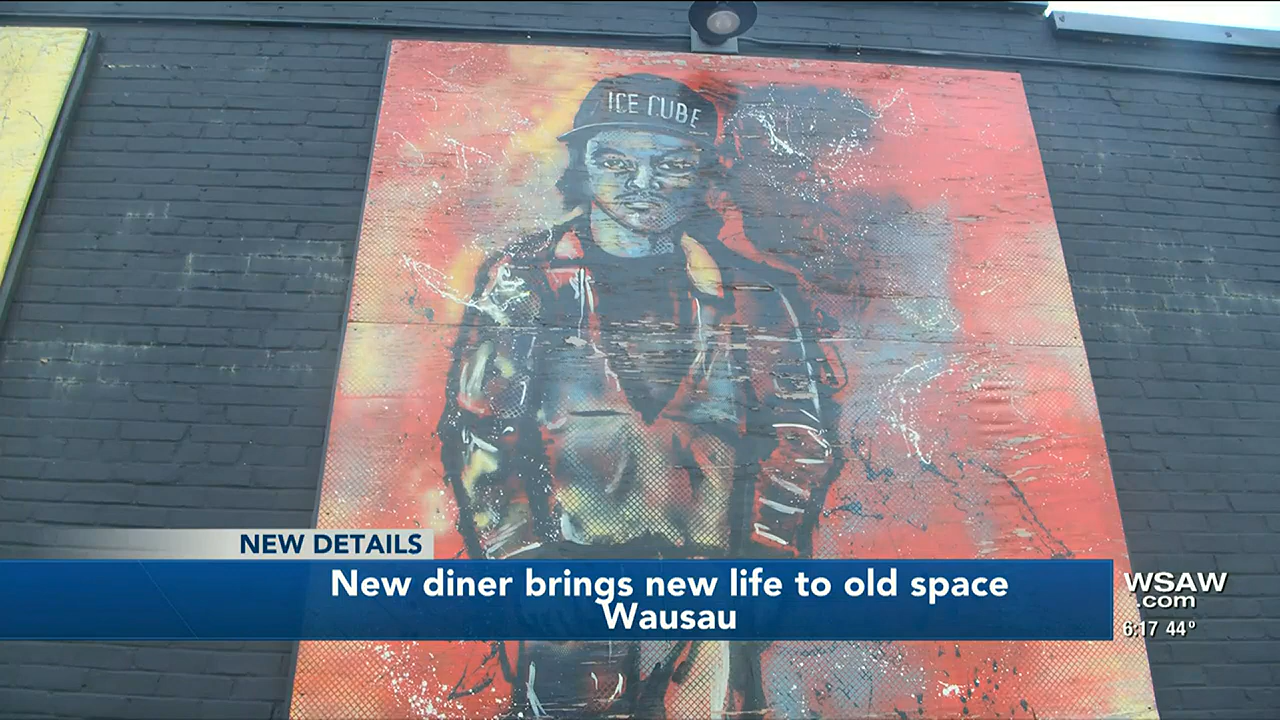 ICE CUBE
NEW DETAILS
New diner brings new life to old space
Wausau
WSAW
.com
6:17 44°